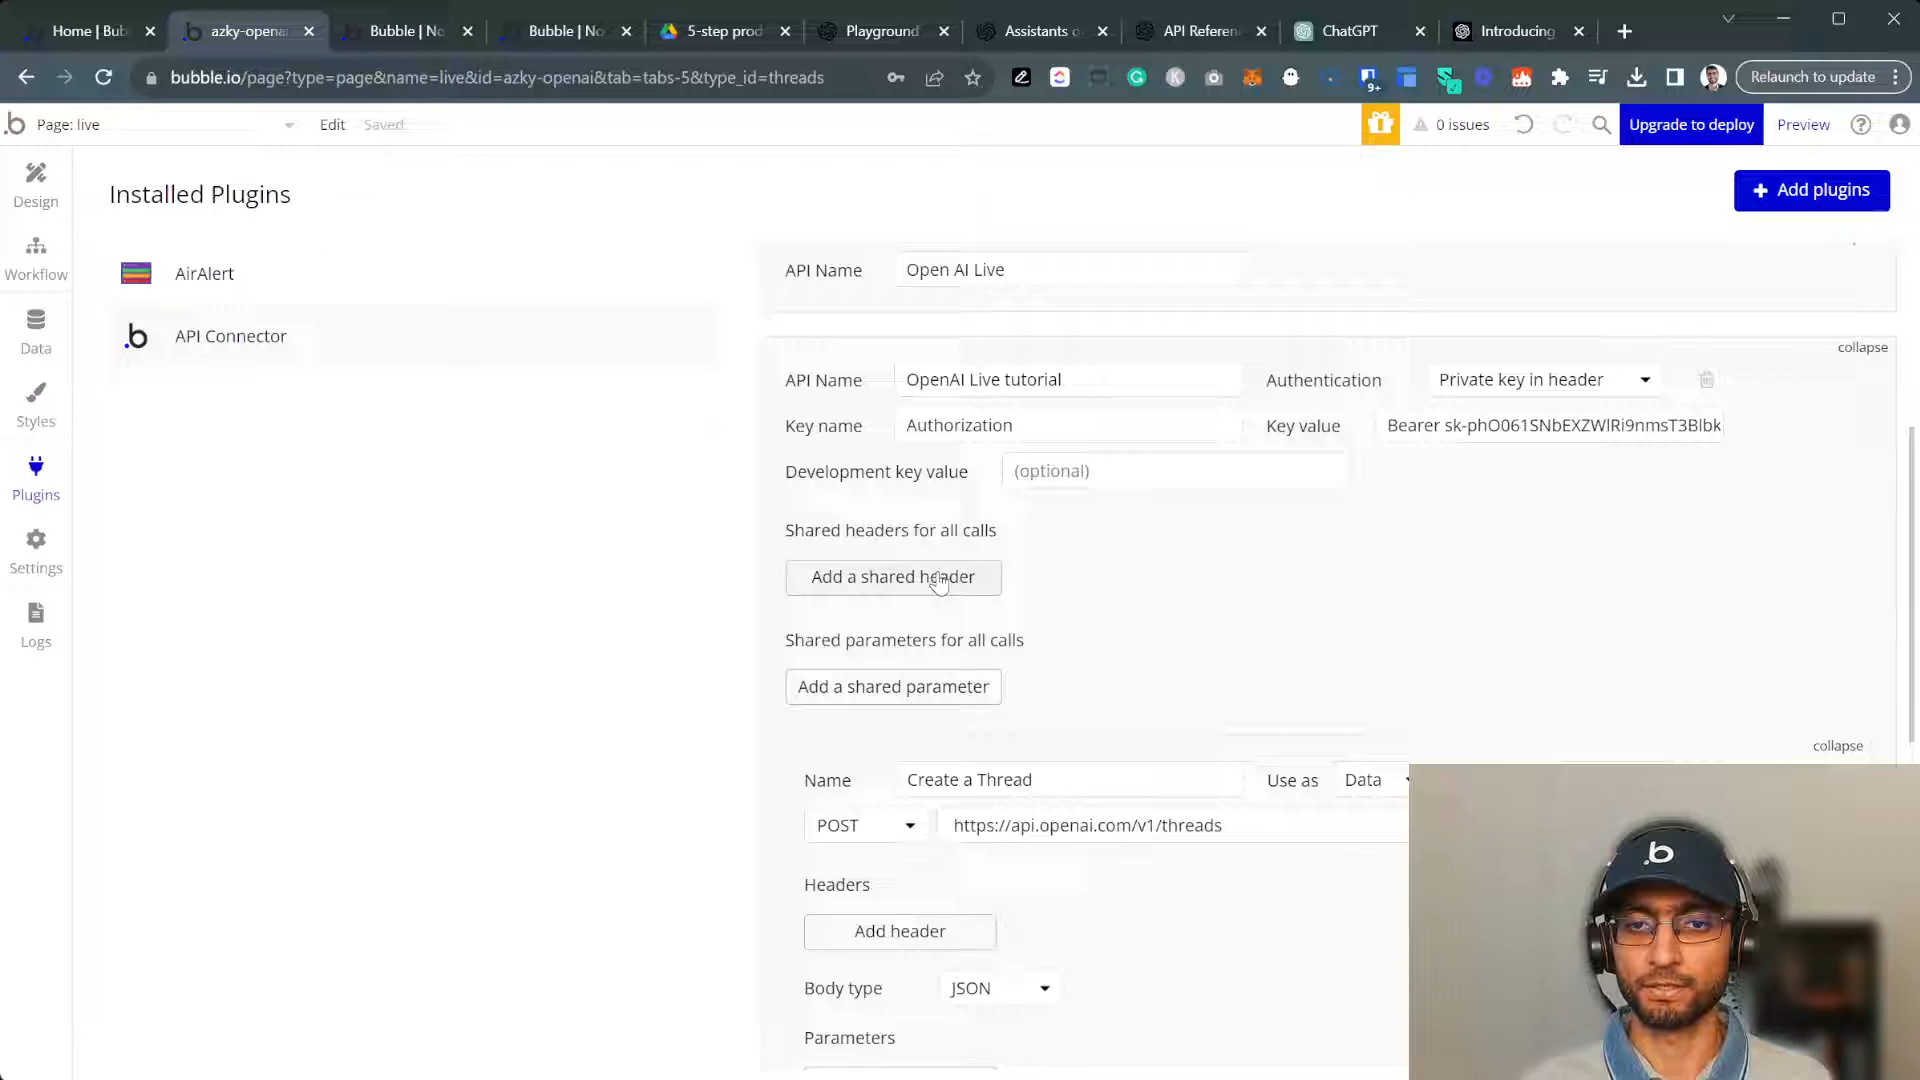 Home | Bub
azky-opena
Bubble | No
Bubble | No
5-step prod
Playground
Assistants o
API Referen
ChatGPT
Introducing
bubble.io/page?type=page&name=live&id=azky-openai&tab=tabs-5&type_id=threads
9+
Relaunch to update
Page: live
Edit
Saved
0 issues
Upgrade to deploy
Preview
Design
Workflow
Data
Styles
Plugins
Settings
Logs
Installed Plugins
Add plugins
AirAlert
API Connector
API Name Open AI Live
collapse
API Name OpenAI Live tutorial Authentication Private key in header
Key name Authorization Key value Bearer sk-phO061SNbEXZWlRi9nmsT3Blbk
Development key value (optional)
Shared headers for all calls
Add a shared header
Shared parameters for all calls
Add a shared parameter
collapse
Name Create a Thread Use as Data
POST https://api.openai.com/v1/threads
Headers
Add header
Body type JSON
Parameters